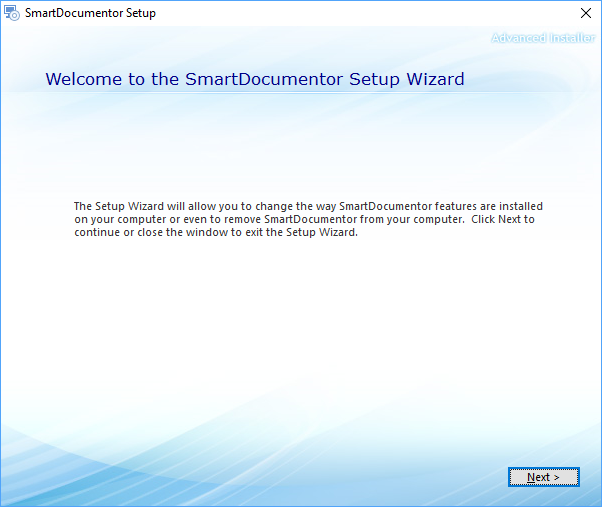 SmartDocumentor Setup
Advanced Installer
Welcome to the SmartDocumentor Setup Wizard
The Setup Wizard will allow you to change the way SmartDocumentor features are installed
on your computer or even to remove SmartDocumentor from your computer.  Click Next to
continue or close the window to exit the Setup Wizard.
Next >